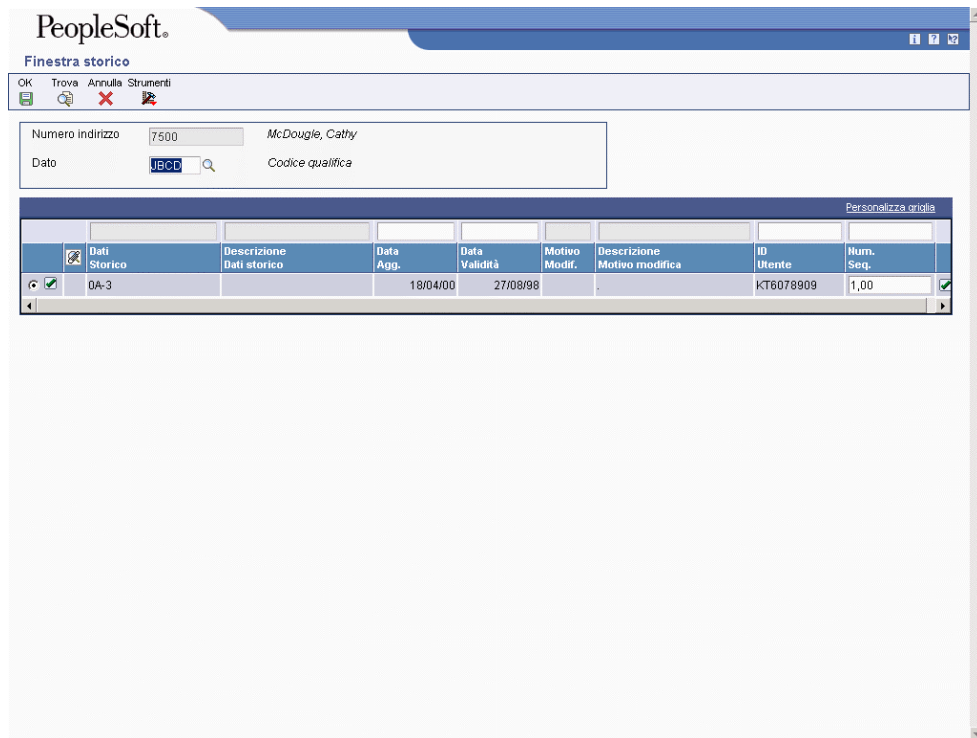 PeopleSoft®
Finestra storico
OK Trova Annulla Strumenti
Numero indirizzo 7500 McDougle, Cathy
Dato JBCD Codice qualifica
Personalizza griglia
Dati Storico Descrizione Dati storico Data Agg. Data Validità Motivo Modif. Descrizione Motivo modifica ID Utente Num. Seq.
0A-3 18/04/00 27/08/98 . KT6078909 1,00